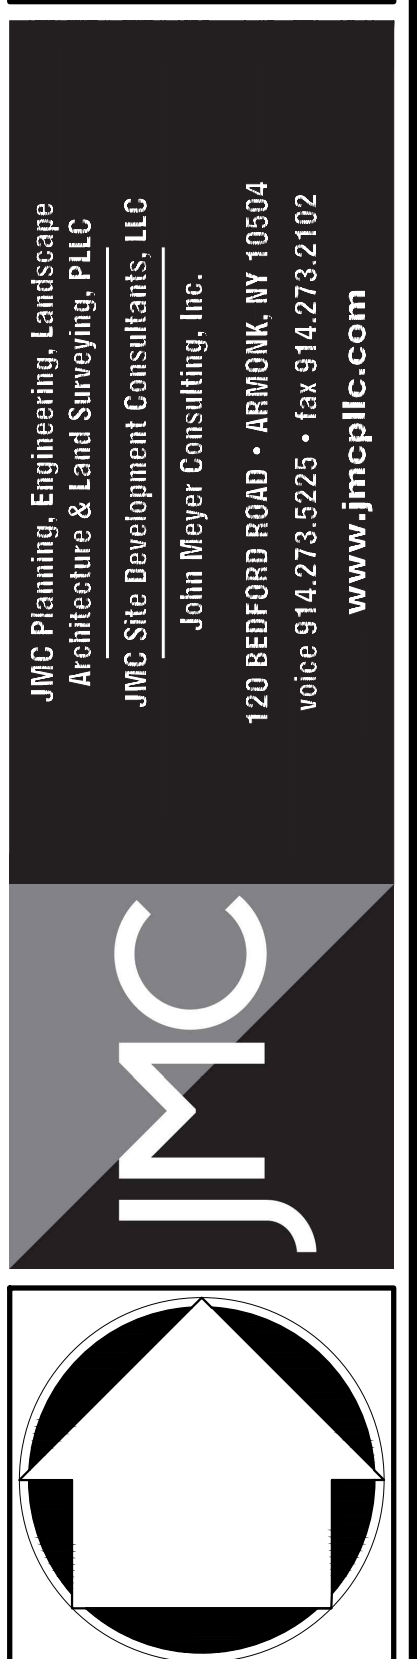 JMC
JMC Planning, Engineering, Landscape
Architecture & Land Surveying, PLLC
JMC Site Development Consultants, LLC
John Meyer Consulting, Inc.
120 BEDFORD ROAD • ARMONK, NY 10504
voice 914.273.5225 • fax 914.273.2102
www.jmcpllc.com